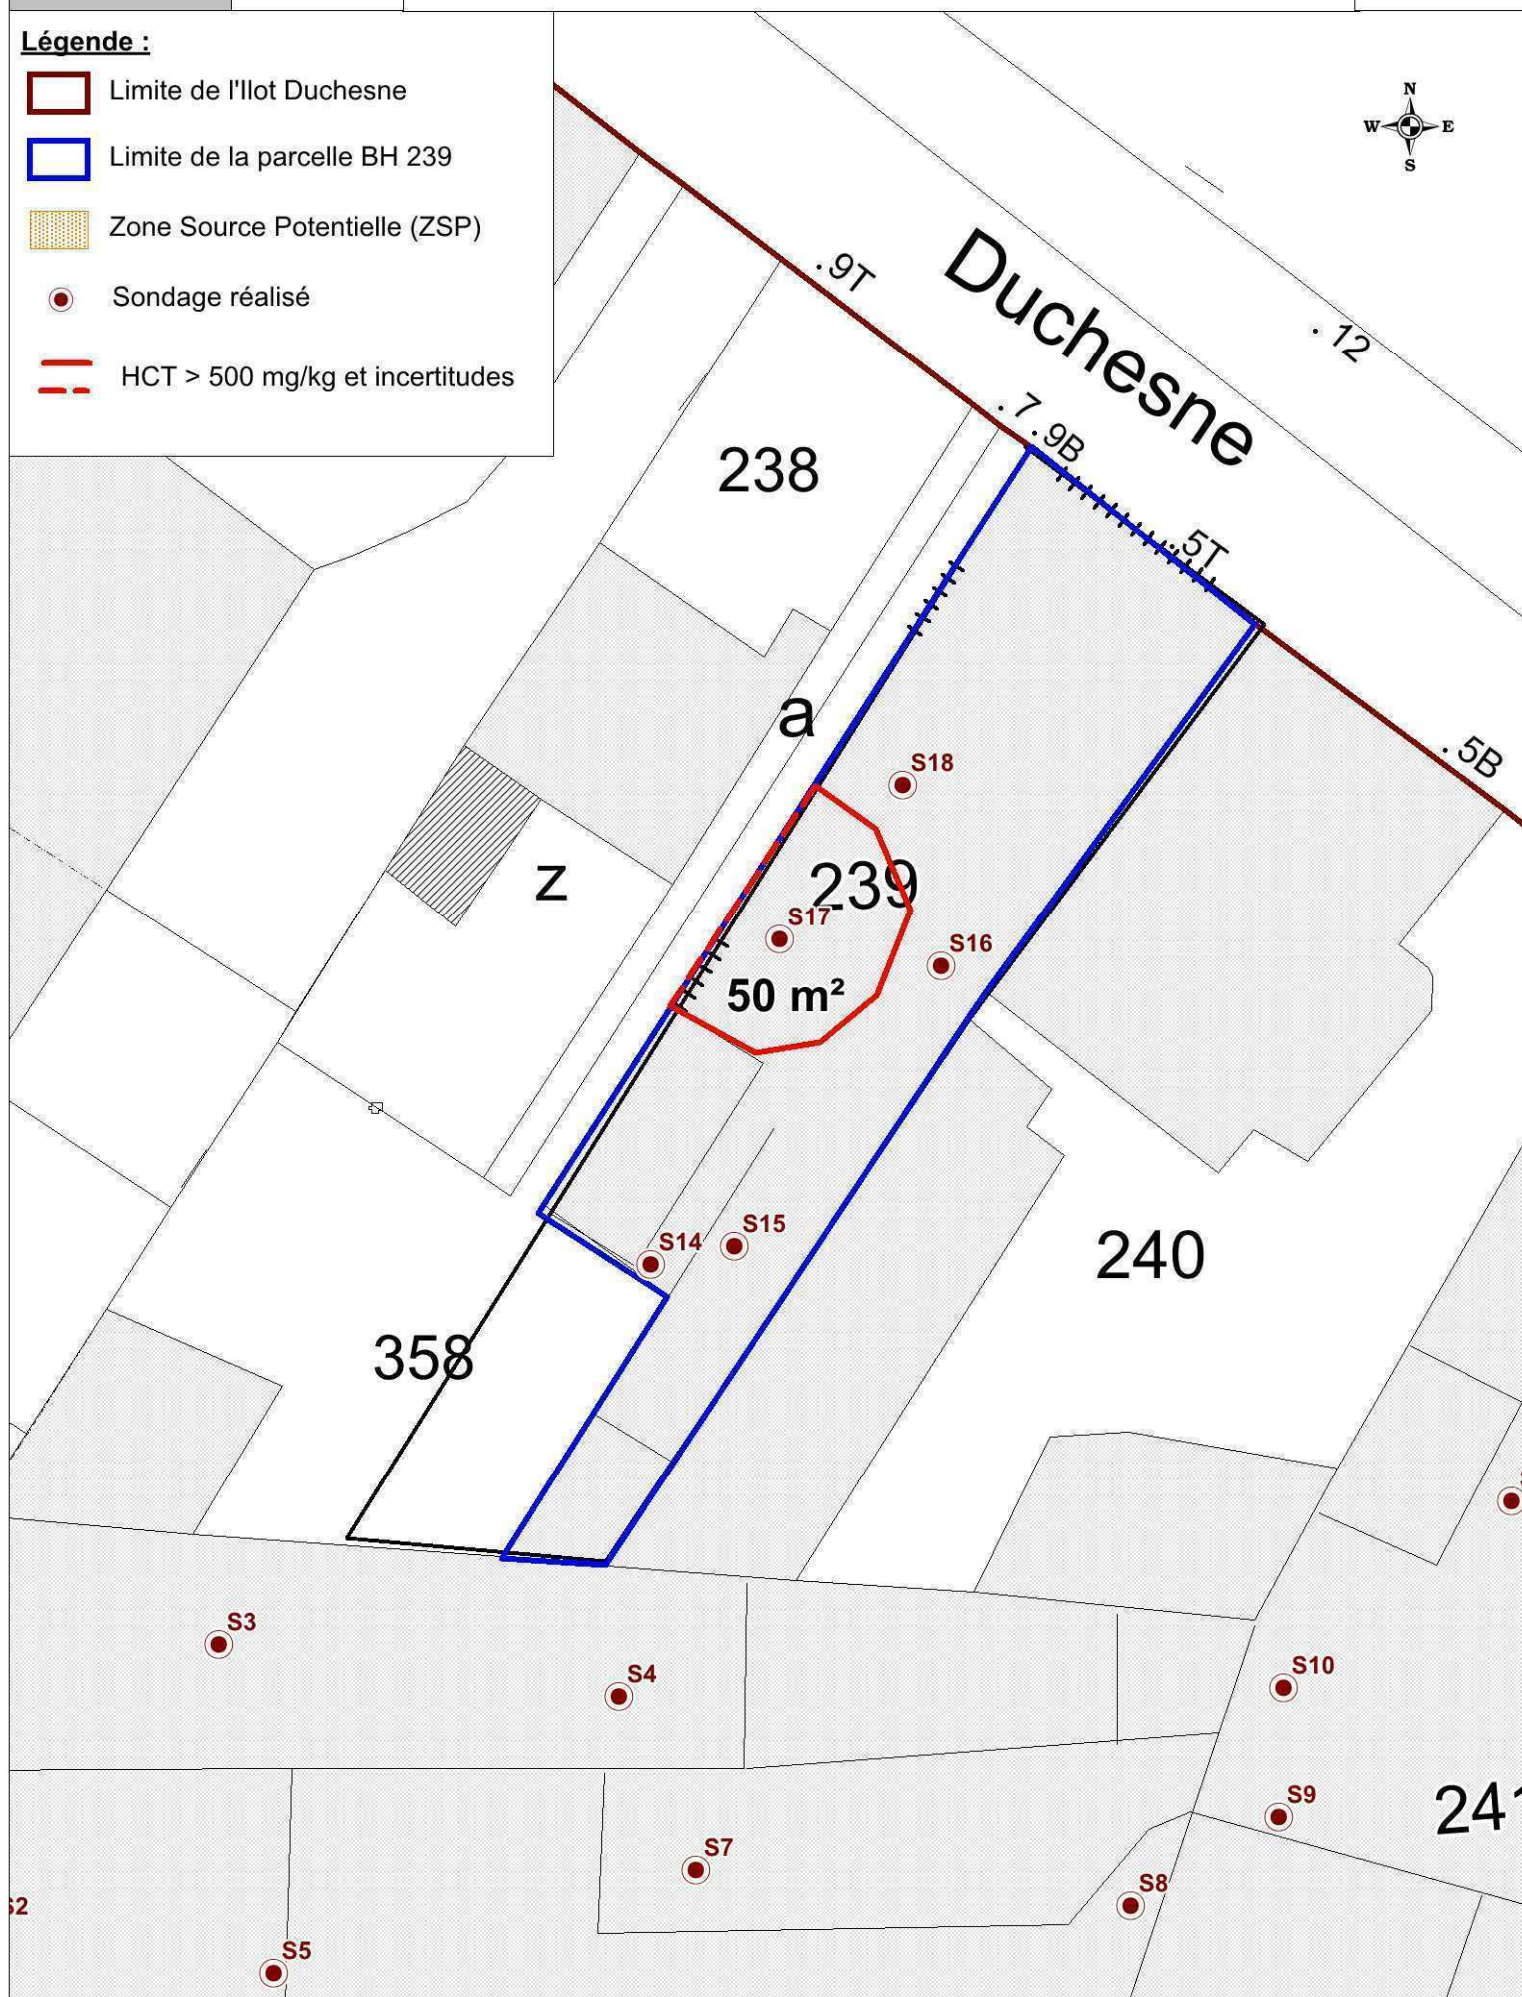 Légende :
Limite de l'Ilot Duchesne
Limite de la parcelle BH 239
Zone Source Potentielle (ZSP)
Sondage réalisé
HCT > 500 mg/kg et incertitudes
N
W E
S
.9T
Duchesne
. 12
. 7
. 9B
238
.5T
a
. 5B
S18
z
239
S17
S16
50 m²
S15
S14
240
358
S3
S4
S10
S9
241
S7
S8
S2
S5